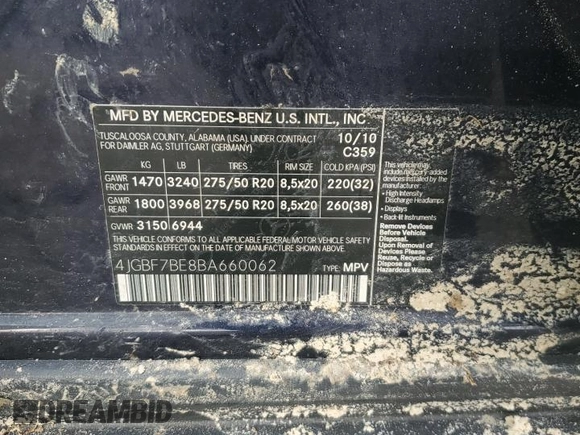 MFD BY MERCEDES-BENZ U.S. INTL., INC.
TUSCALOOSA COUNTY, ALABAMA (USA), UNDER CONTRACT
FOR DAIMLER AG, STUTTGART (GERMANY)
10/10
C359
KG LB TIRES RIM SIZE COLD KPA (PSI)
GAWR FRONT 1470 3240 275/50 R20 8,5x20 220(32)
GAWR REAR 1800 3968 275/50 R20 8,5x20 260(38)
GVWR 3150 6944
THIS VEHICLE CONFORMS TO ALL APPLICABLE FEDERAL MOTOR VEHICLE SAFETY
STANDARDS IN EFFECT ON THE DATE OF MANUFACTURE SHOWN ABOVE.
4JGBF7BE8BA660062 TYPE: MPV
This vehicle may
contain mercury-
added devices installed
by the manufacturer:
• High Intensity
Discharge Headlamps
• Displays
• Back-lit Instruments
Remove Devices
Before Vehicle
Disposal.
Please Reuse,
Recycle, or
Dispose as
Hazardous Waste.
DREAMBID